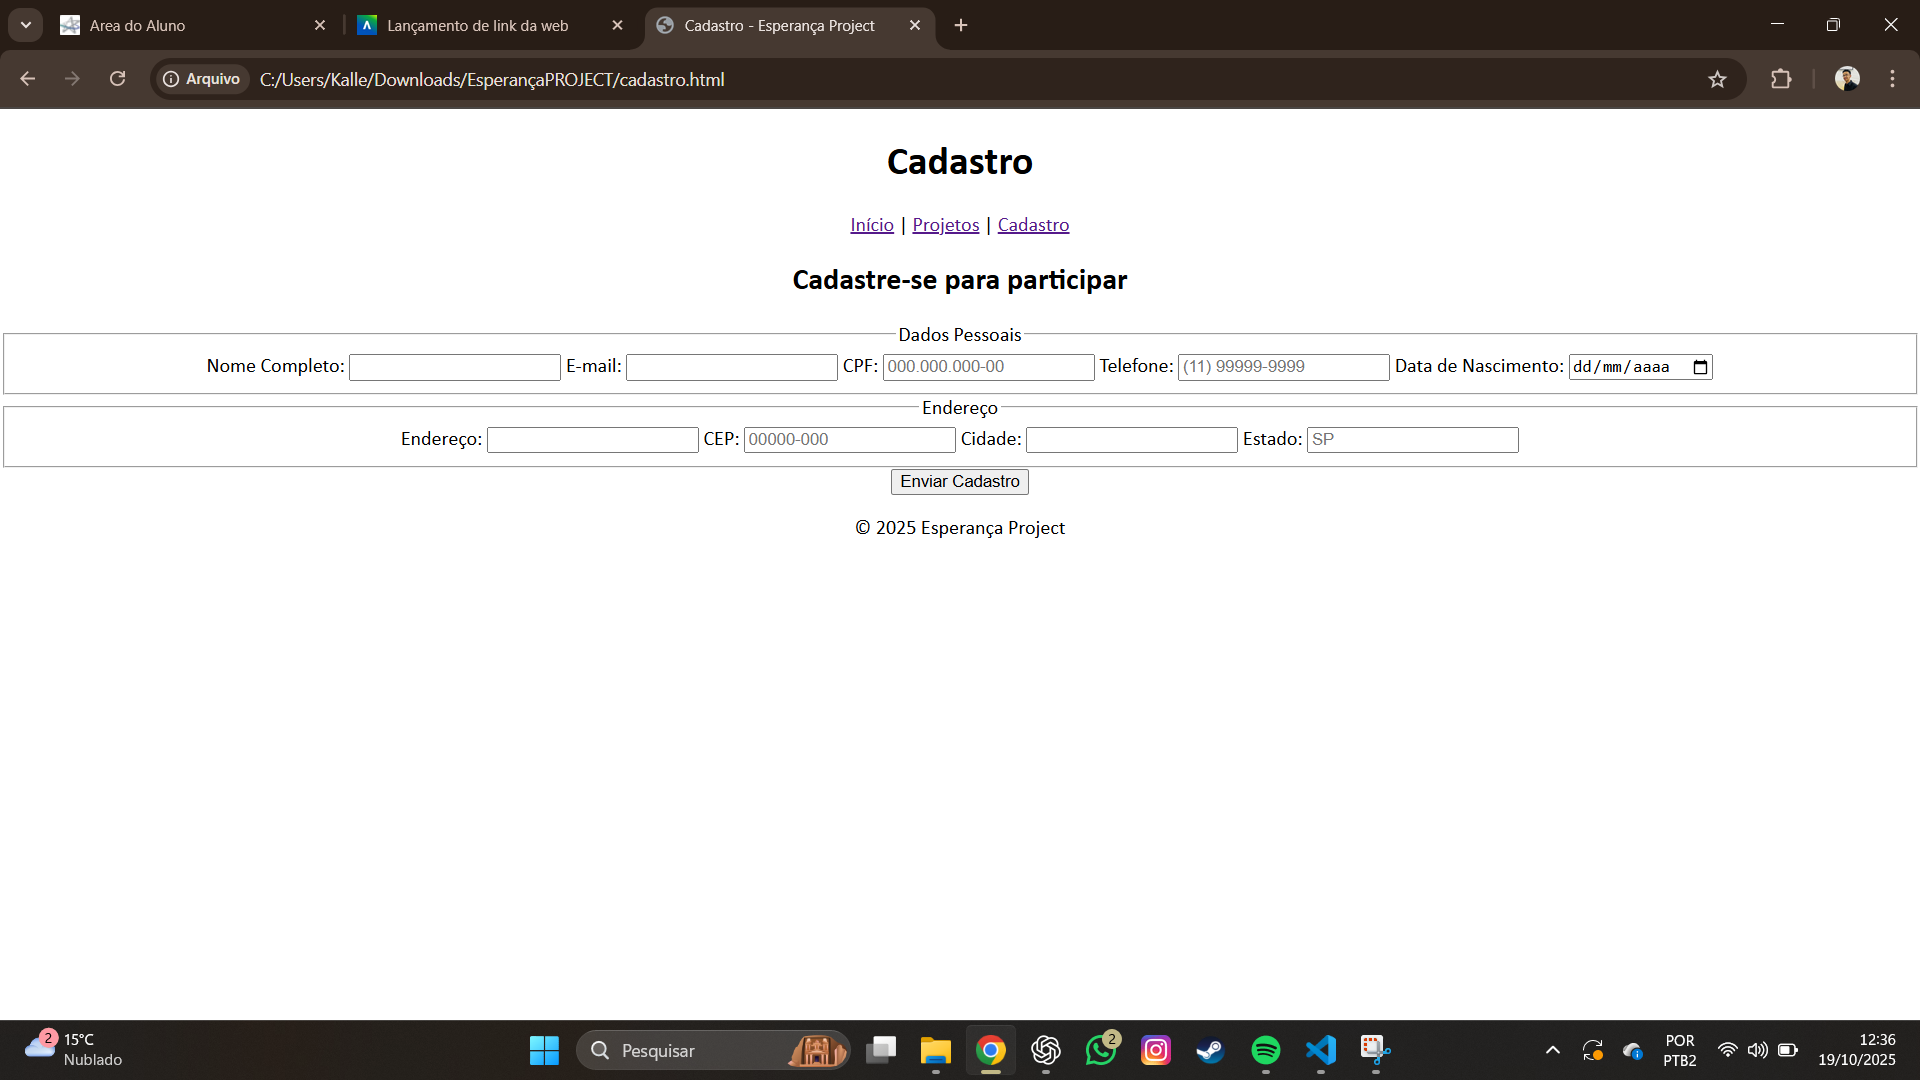 Area do Aluno
Lançamento de link da web
Cadastro - Esperança Project
Arquivo
C:/Users/Kalle/Downloads/EsperançaPROJECT/cadastro.html
Cadastro
Início | Projetos | Cadastro
Cadastre-se para participar
Dados Pessoais
Nome Completo: E-mail: CPF: 000.000.000-00 Telefone: (11) 99999-9999 Data de Nascimento: dd/mm/aaaa
Endereço
Endereço: CEP: 00000-000 Cidade: Estado: SP
Enviar Cadastro
© 2025 Esperança Project
2
15°C
Nublado
Pesquisar
2
POR
PTB2
12:36
19/10/2025